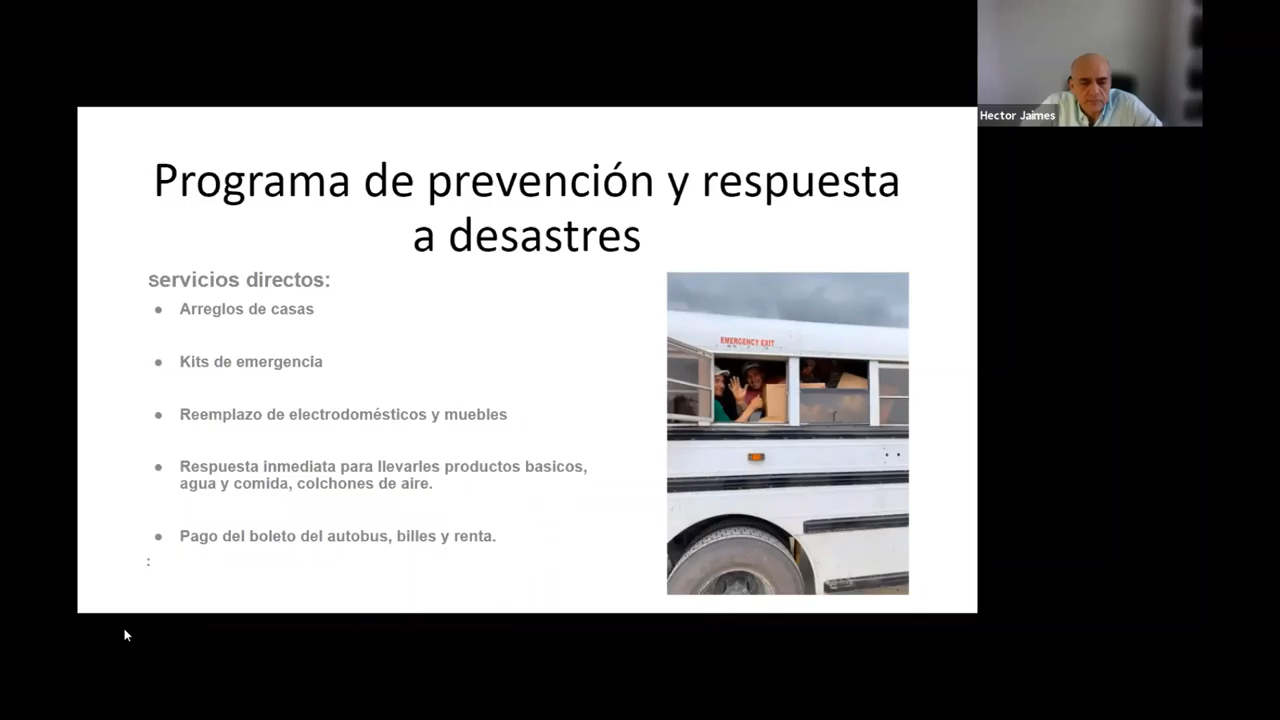 Hector Jaimes
Programa de prevención y respuesta
a desastres
servicios directos:
● Arreglos de casas
● Kits de emergencia
● Reemplazo de electrodomésticos y muebles
● Respuesta inmediata para llevarles productos basicos,
agua y comida, colchones de aire.
● Pago del boleto del autobus, billes y renta.
:
EMERGENCY EXIT